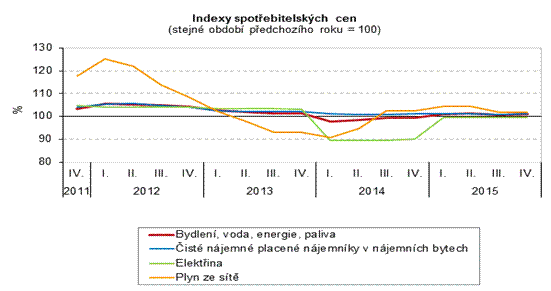 Indexy spotřebitelských cen
(stejné období předchozího roku = 100)
130
120
110
100
90
80
%
IV. I. II. III. IV. I. II. III. IV. I. II. III. IV. I. II. III. IV.
2011 2012 2013 2014 2015
Bydlení, voda, energie, paliva
Čisté nájemné placené nájemníky v nájemních bytech
Elektřina
Plyn ze sítě